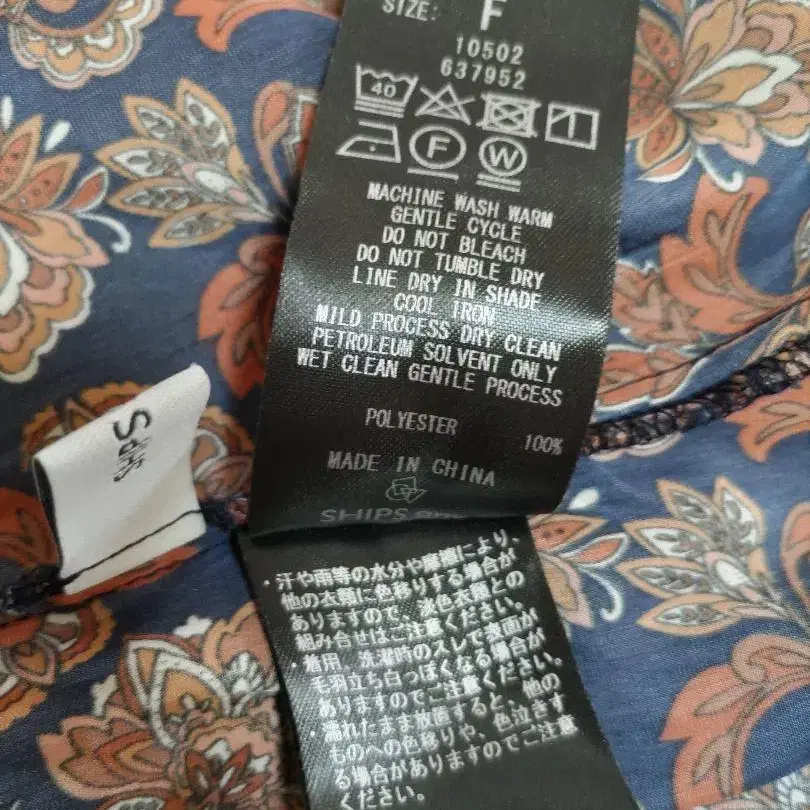 SIZE: F
10502
637952
40
F W
MACHINE WASH WARM
GENTLE CYCLE
DO NOT BLEACH
DO NOT TUMBLE DRY
LINE DRY IN SHADE
COOL IRON
MILD PROCESS DRY CLEAN
PETROLEUM SOLVENT ONLY
WET CLEAN GENTLE PROCESS
POLYESTER 100%
MADE IN CHINA
SHIPS
SHIPS
・汗や雨等の水分や摩擦により、
他の衣類に色移りする場合が
ありますので、淡色衣類との
組み合せはご注意ください。
・着用、洗濯時のスレで表面が
毛羽立ち白っぽくなる場合が
ありますのでご注意ください。
・濡れたまま放置すると、他の
ものへの色移りや、色泣きす
る場合がありますのでご注意
ください。